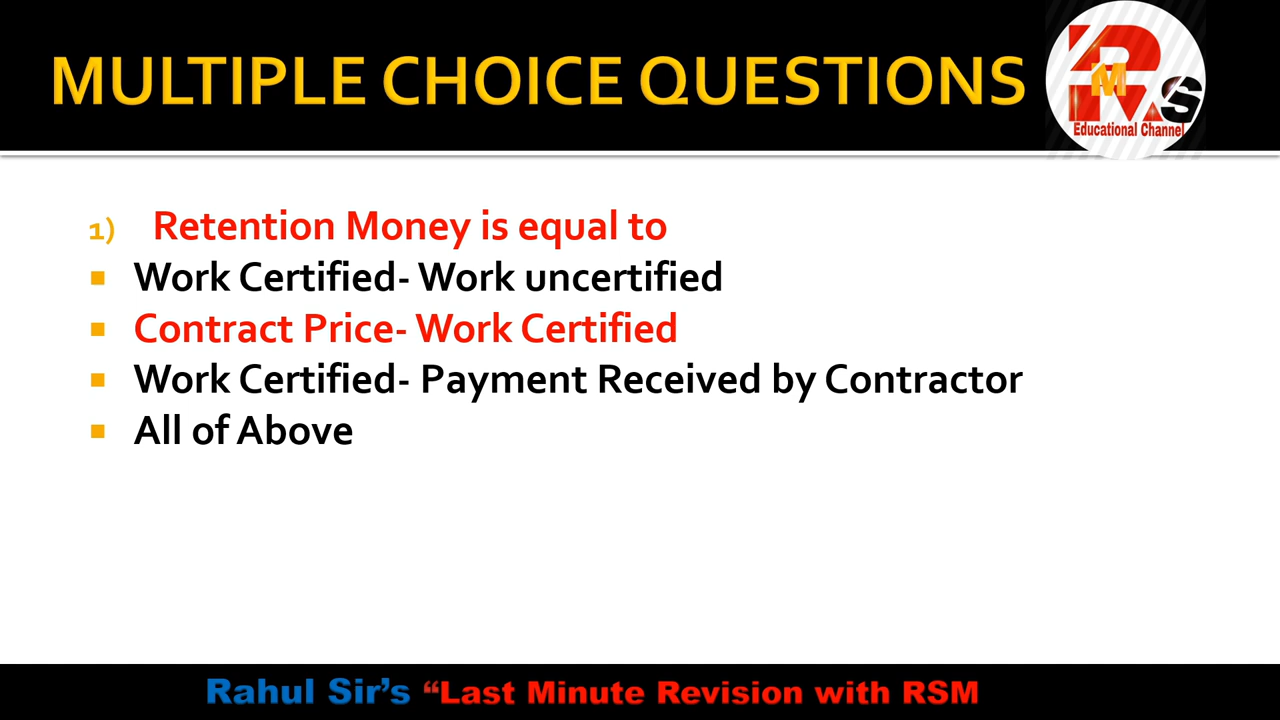 MULTIPLE CHOICE QUESTIONS
RMS
Educational Channel
1) Retention Money is equal to
Work Certified- Work uncertified
Contract Price- Work Certified
Work Certified- Payment Received by Contractor
All of Above
Rahul Sir’s “Last Minute Revision with RSM